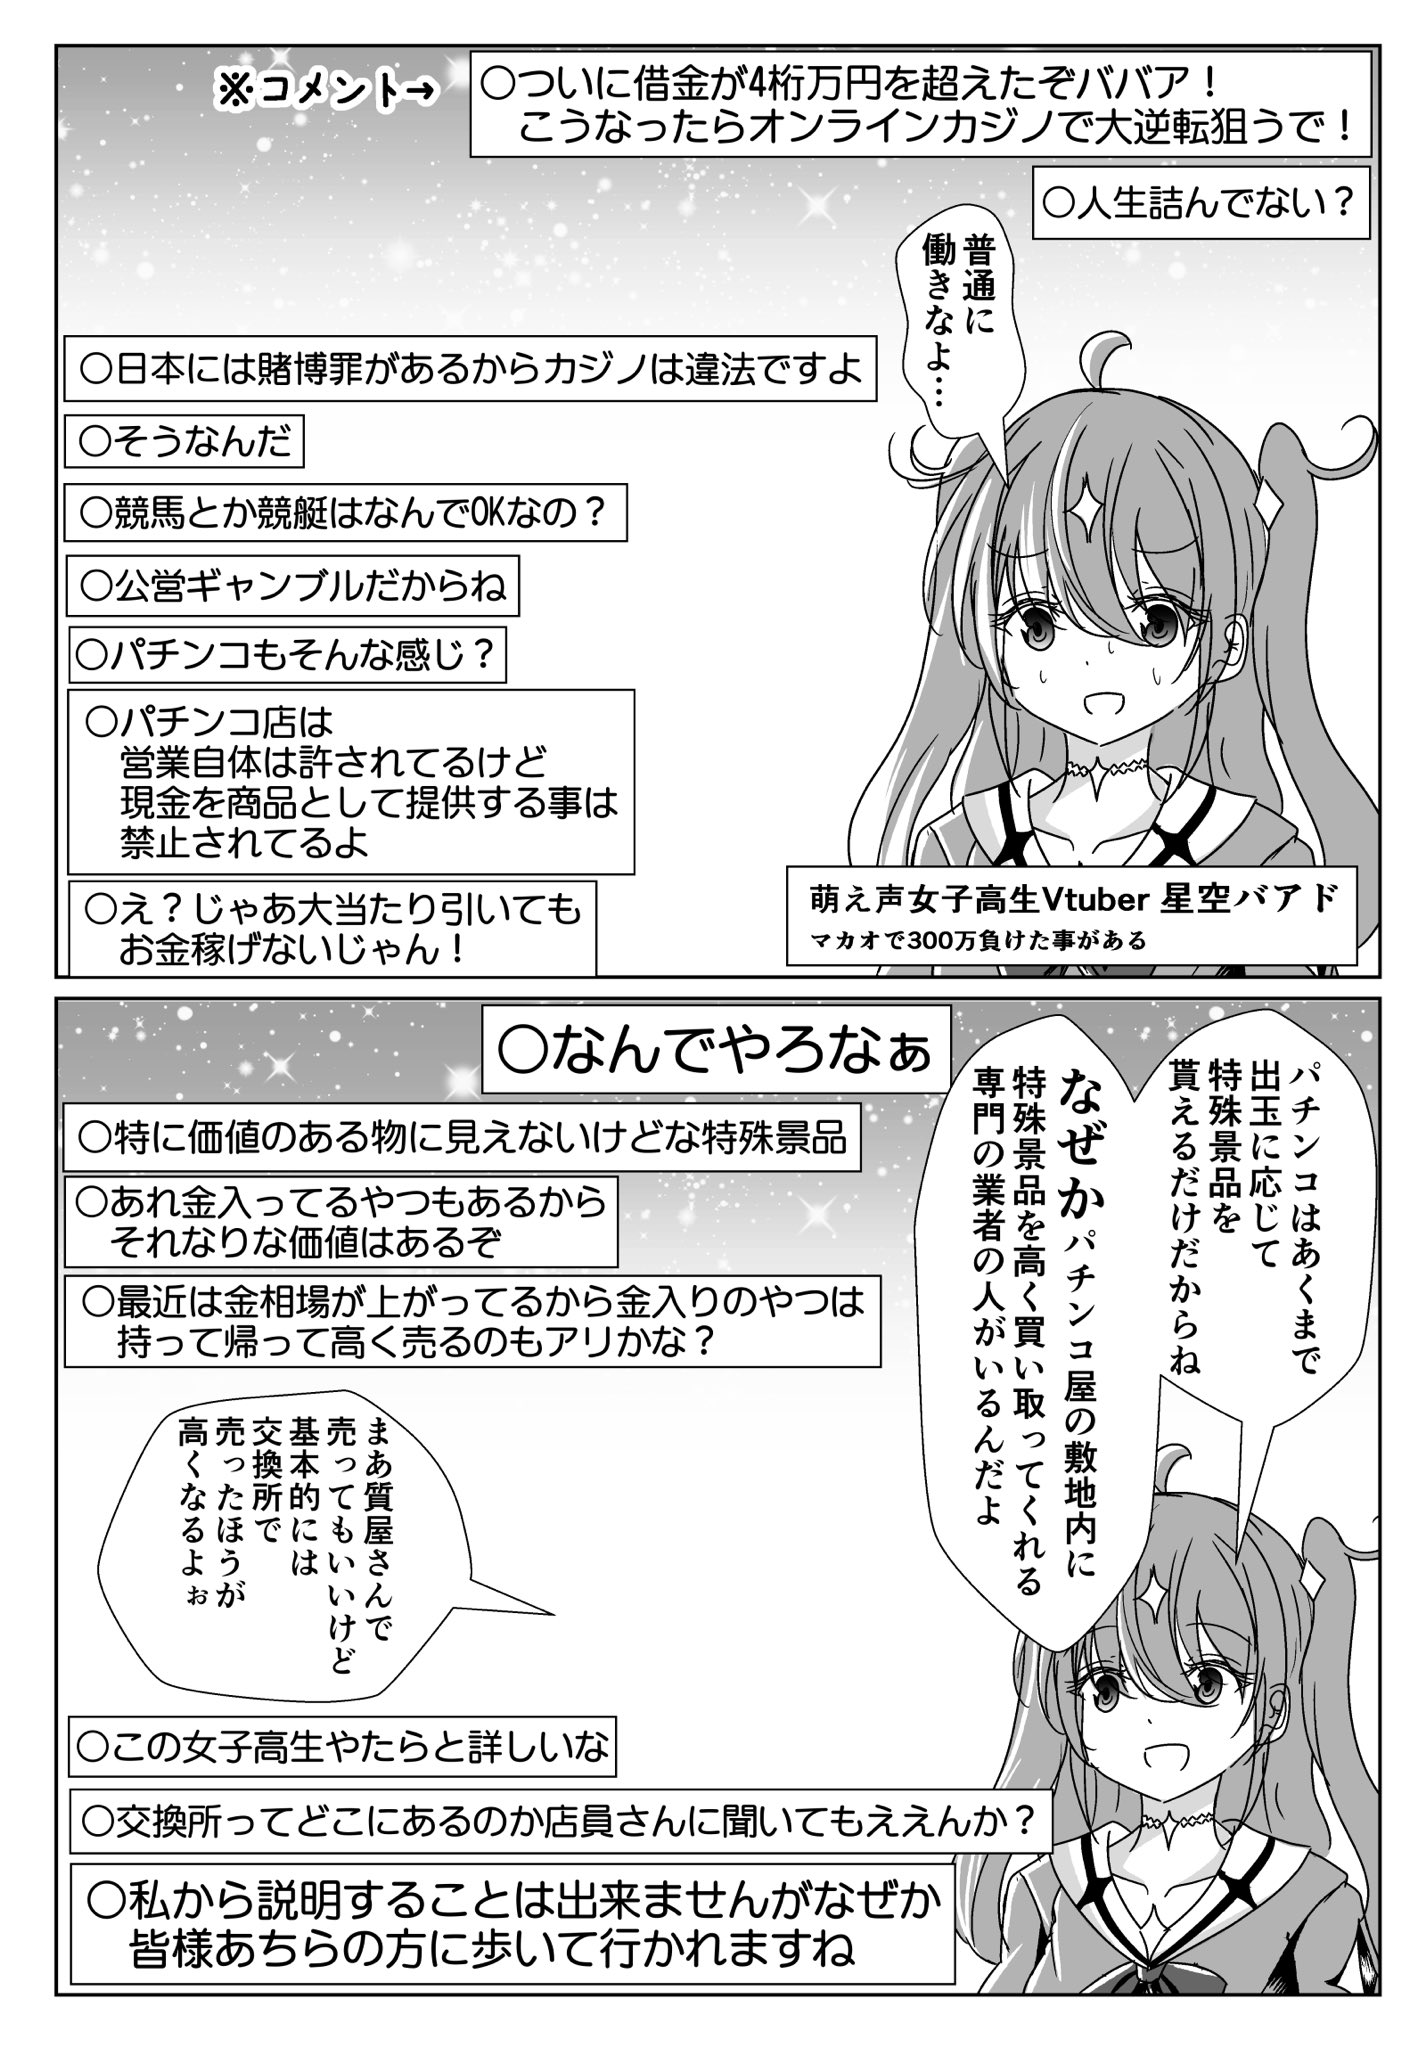 ※コメント→
○ついに借金が4桁万円を超えたぞババア！
こうなったらオンラインカジノで大逆転狙うで！
○人生詰んでない？
普通に
働きなよ…
○日本には賭博罪があるからカジノは違法ですよ
○そうなんだ
○競馬とか競艇はなんでOKなの？
○公営ギャンブルだからね
○パチンコもそんな感じ？
○パチンコ店は
営業自体は許されてるけど
現金を商品として提供する事は
禁止されてるよ
○え？じゃあ大当たり引いても
お金稼げないじゃん！
萌え声女子高生Vtuber 星空バアド
マカオで300万負けた事がある
パチンコはあくまで
出玉に応じて
特殊景品を
貰えるだけだからね
なぜかパチンコ屋の敷地内に
特殊景品を高く買い取ってくれる
専門の業者の人がいるんだよ
○なんでやろなぁ
○特に価値のある物に見えないけどな特殊景品
○あれ金入ってるやつもあるから
それなりな価値はあるぞ
○最近は金相場が上がってるから金入りのやつは
持って帰って高く売るのもアリかな？
まあ質屋さんで
売ってもいいけど
基本的には
交換所で
売ったほうが
高くなるよぉ
○この女子高生やたらと詳しいな
○交換所ってどこにあるのか店員さんに聞いてもええんか？
○私から説明することは出来ませんがなぜか
皆様あちらの方に歩いて行かれますね